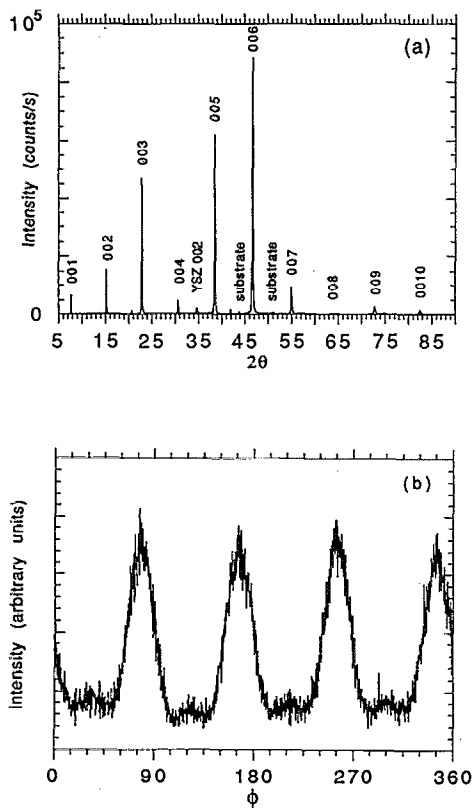 10⁵
(a)
Intensity (counts/s)
001
002
003
004
YSZ 002
005
substrate
006
substrate
007
008
009
0010
0
5 15 25 35 45 55 65 75 85
2θ
(b)
Intensity (arbitrary units)
0 90 180 270 360
ϕ